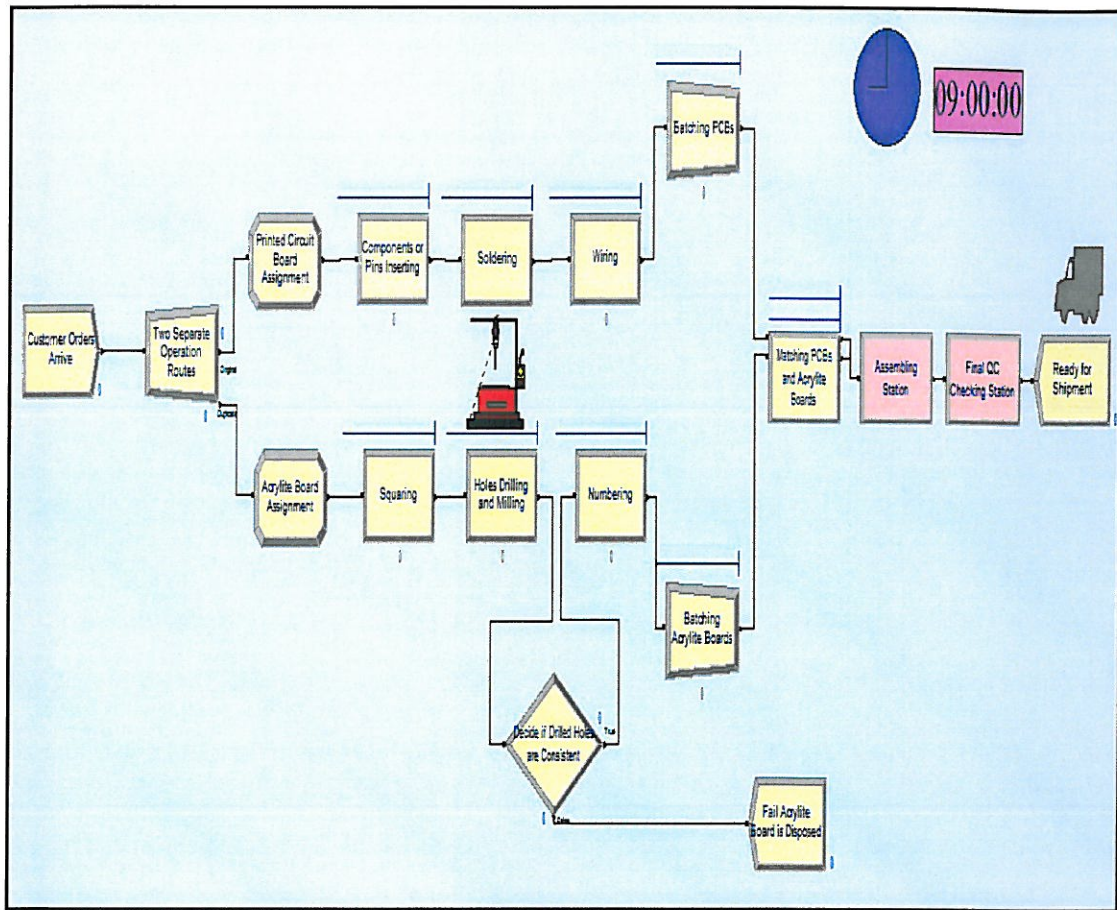 09:00:00
Batching PCBs
Printed Circuit
Board
Assignment
Components or
Pins Inserting
Soldering
Wiring
Customer Orders
Arrive
Two Separate
Operation
Routes
Original
Duplicate
Matching PCBs
and Acrylite
Boards
Assembling
Station
Final QC
Checking Station
Ready for
Shipment
Acrylite Board
Assignment
Squaring
Holes Drilling
and Milling
Numbering
Batching
Acrylite Boards
Decide if Drilled Holes
are Consistent
True
False
Fail Acrylite
Board is Disposed